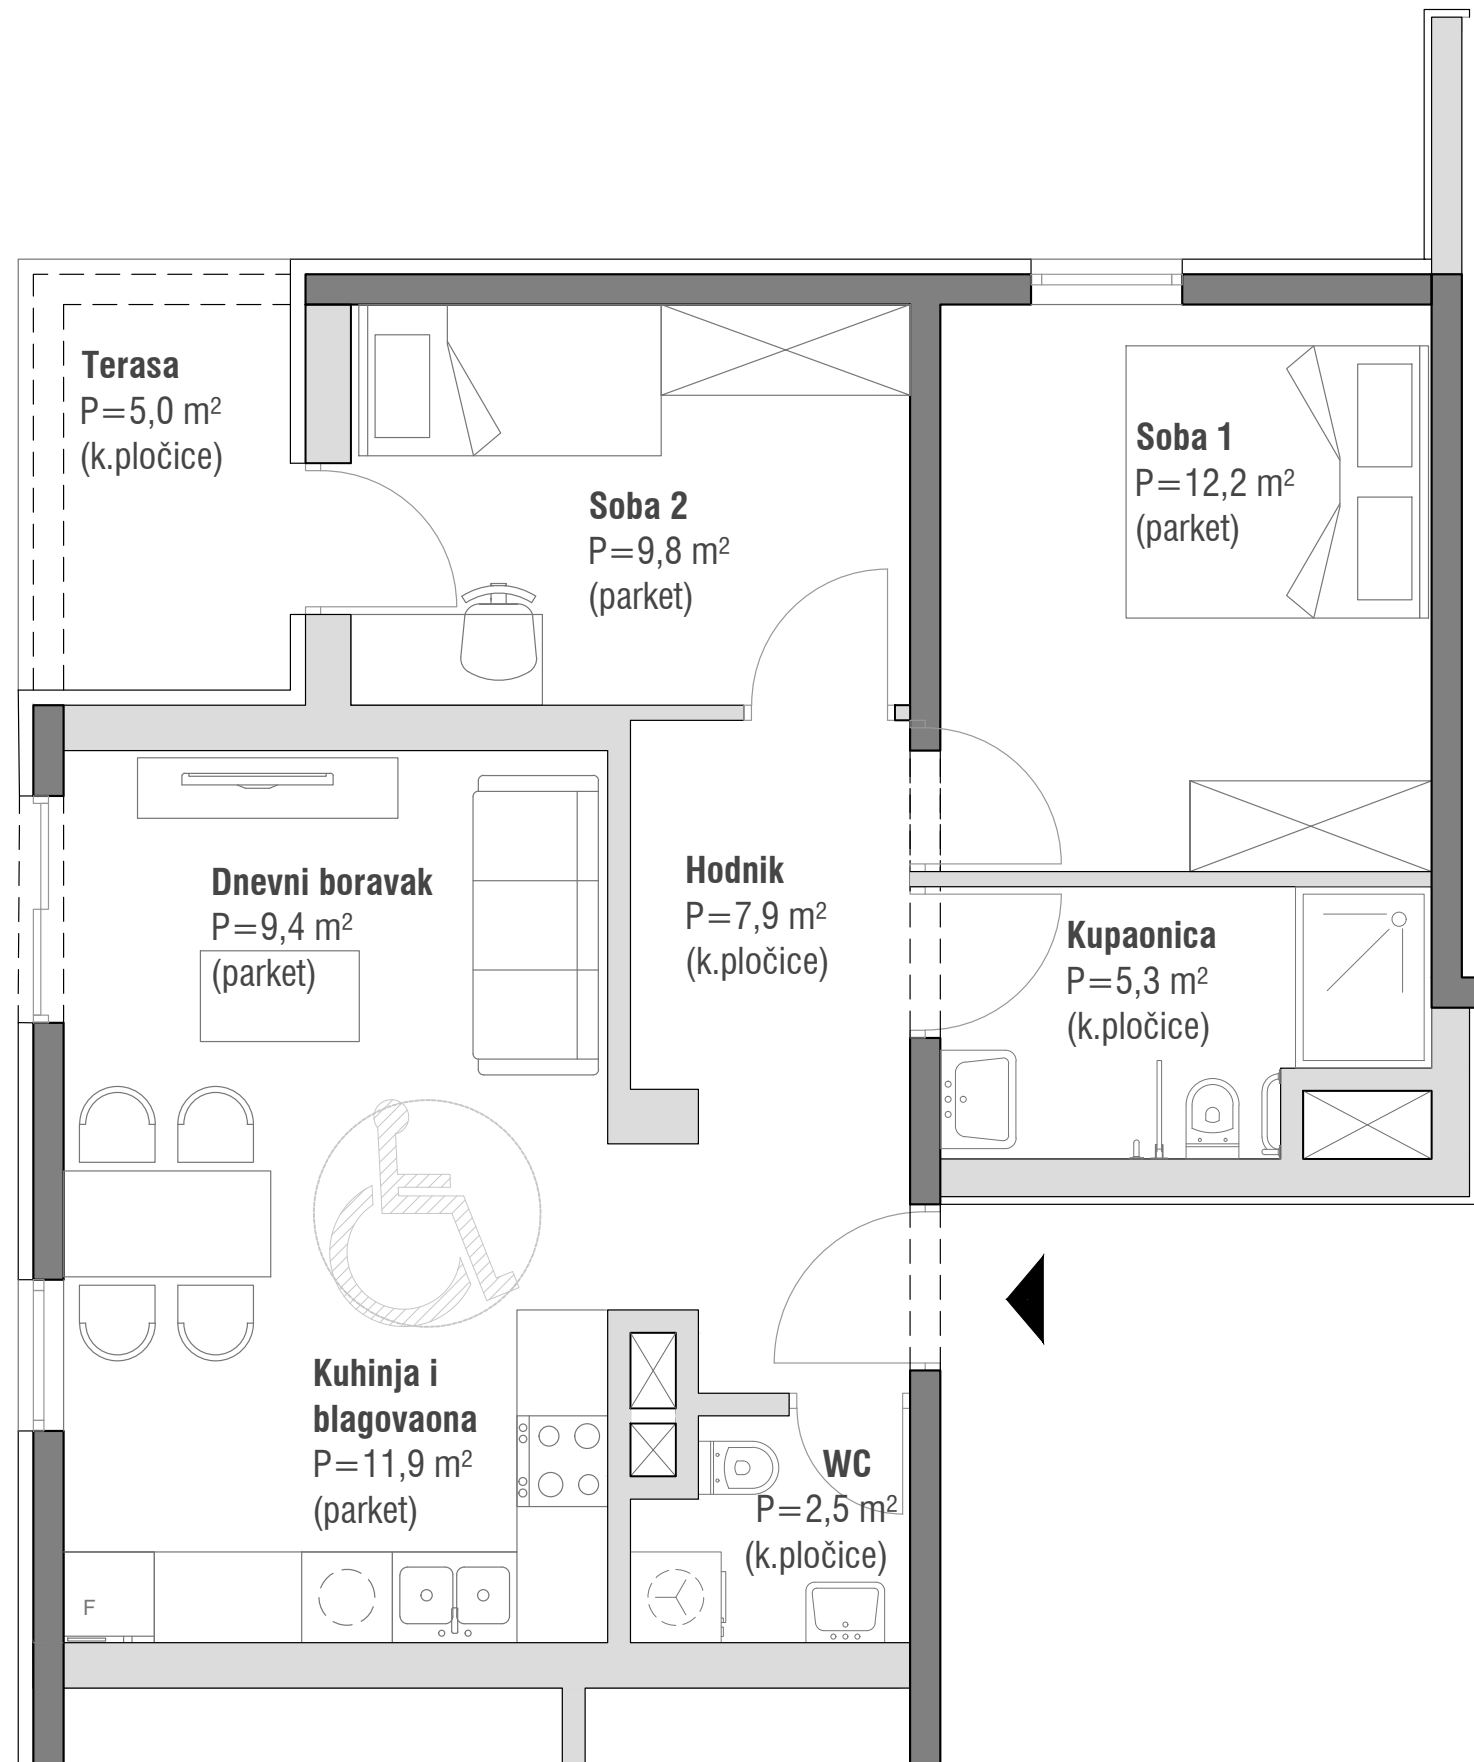 Terasa
P=5,0 m²
(k.pločice)
Soba 1
P=12,2 m²
(parket)
Soba 2
P=9,8 m²
(parket)
Dnevni boravak
P=9,4 m²
(parket)
Hodnik
P=7,9 m²
(k.pločice)
Kupaonica
P=5,3 m²
(k.pločice)
Kuhinja i
blagovaona
P=11,9 m²
(parket)
WC
P=2,5 m²
(k.pločice)
F